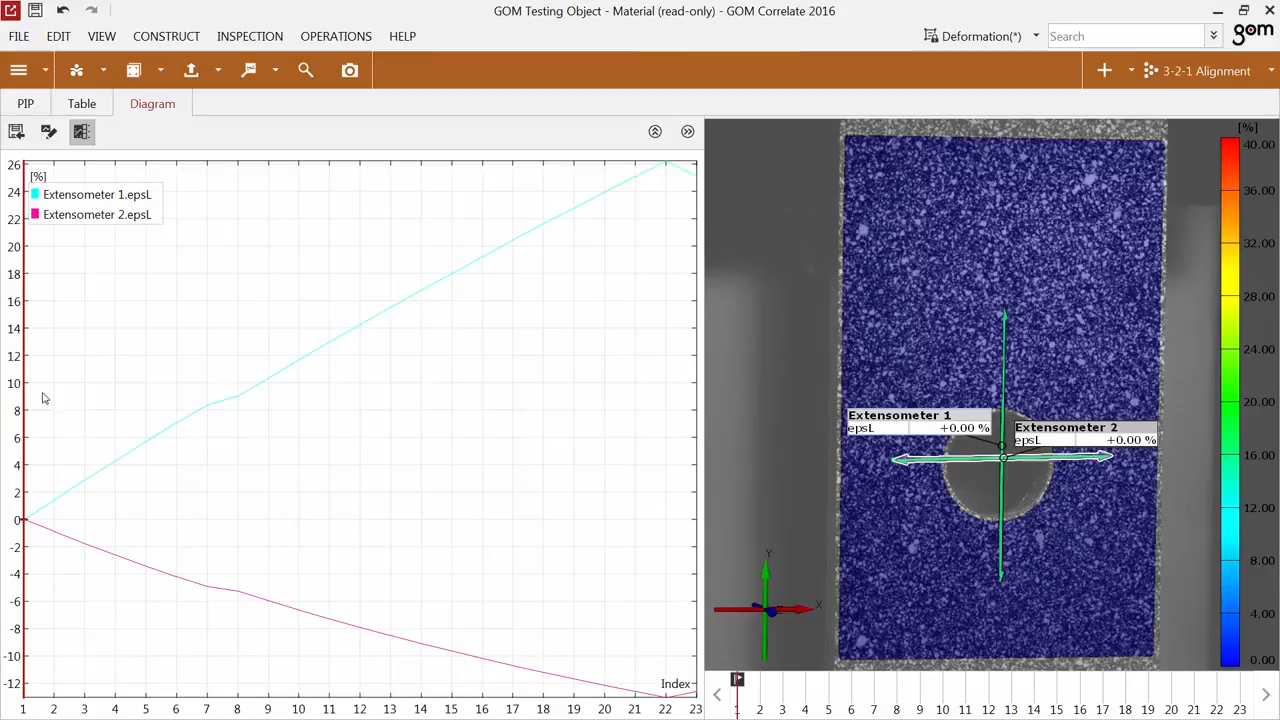 GOM Testing Object - Material (read-only) - GOM Correlate 2016
FILE EDIT VIEW CONSTRUCT INSPECTION OPERATIONS HELP
Deformation(*)
Search
gom
3-2-1 Alignment
PIP Table Diagram
[%]
Extensometer 1.epsL
Extensometer 2.epsL
26
24
22
20
18
16
14
12
10
8
6
4
2
0
-2
-4
-6
-8
-10
-12
Index
1 2 3 4 5 6 7 8 9 10 11 12 13 14 15 16 17 18 19 20 21 22 23
Extensometer 1
epsL +0.00 %
Extensometer 2
epsL +0.00 %
Y
X
[%]
40.00
36.00
32.00
28.00
24.00
20.00
16.00
12.00
8.00
4.00
0.00
1 2 3 4 5 6 7 8 9 10 11 12 13 14 15 16 17 18 19 20 21 22 23